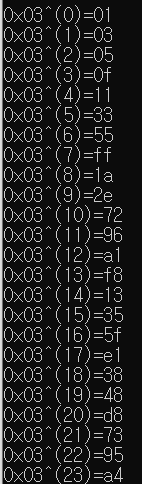 0x03^(0)=01
0x03^(1)=03
0x03^(2)=05
0x03^(3)=0f
0x03^(4)=11
0x03^(5)=33
0x03^(6)=55
0x03^(7)=ff
0x03^(8)=1a
0x03^(9)=2e
0x03^(10)=72
0x03^(11)=96
0x03^(12)=a1
0x03^(13)=f8
0x03^(14)=13
0x03^(15)=35
0x03^(16)=5f
0x03^(17)=e1
0x03^(18)=38
0x03^(19)=48
0x03^(20)=d8
0x03^(21)=73
0x03^(22)=95
0x03^(23)=a4